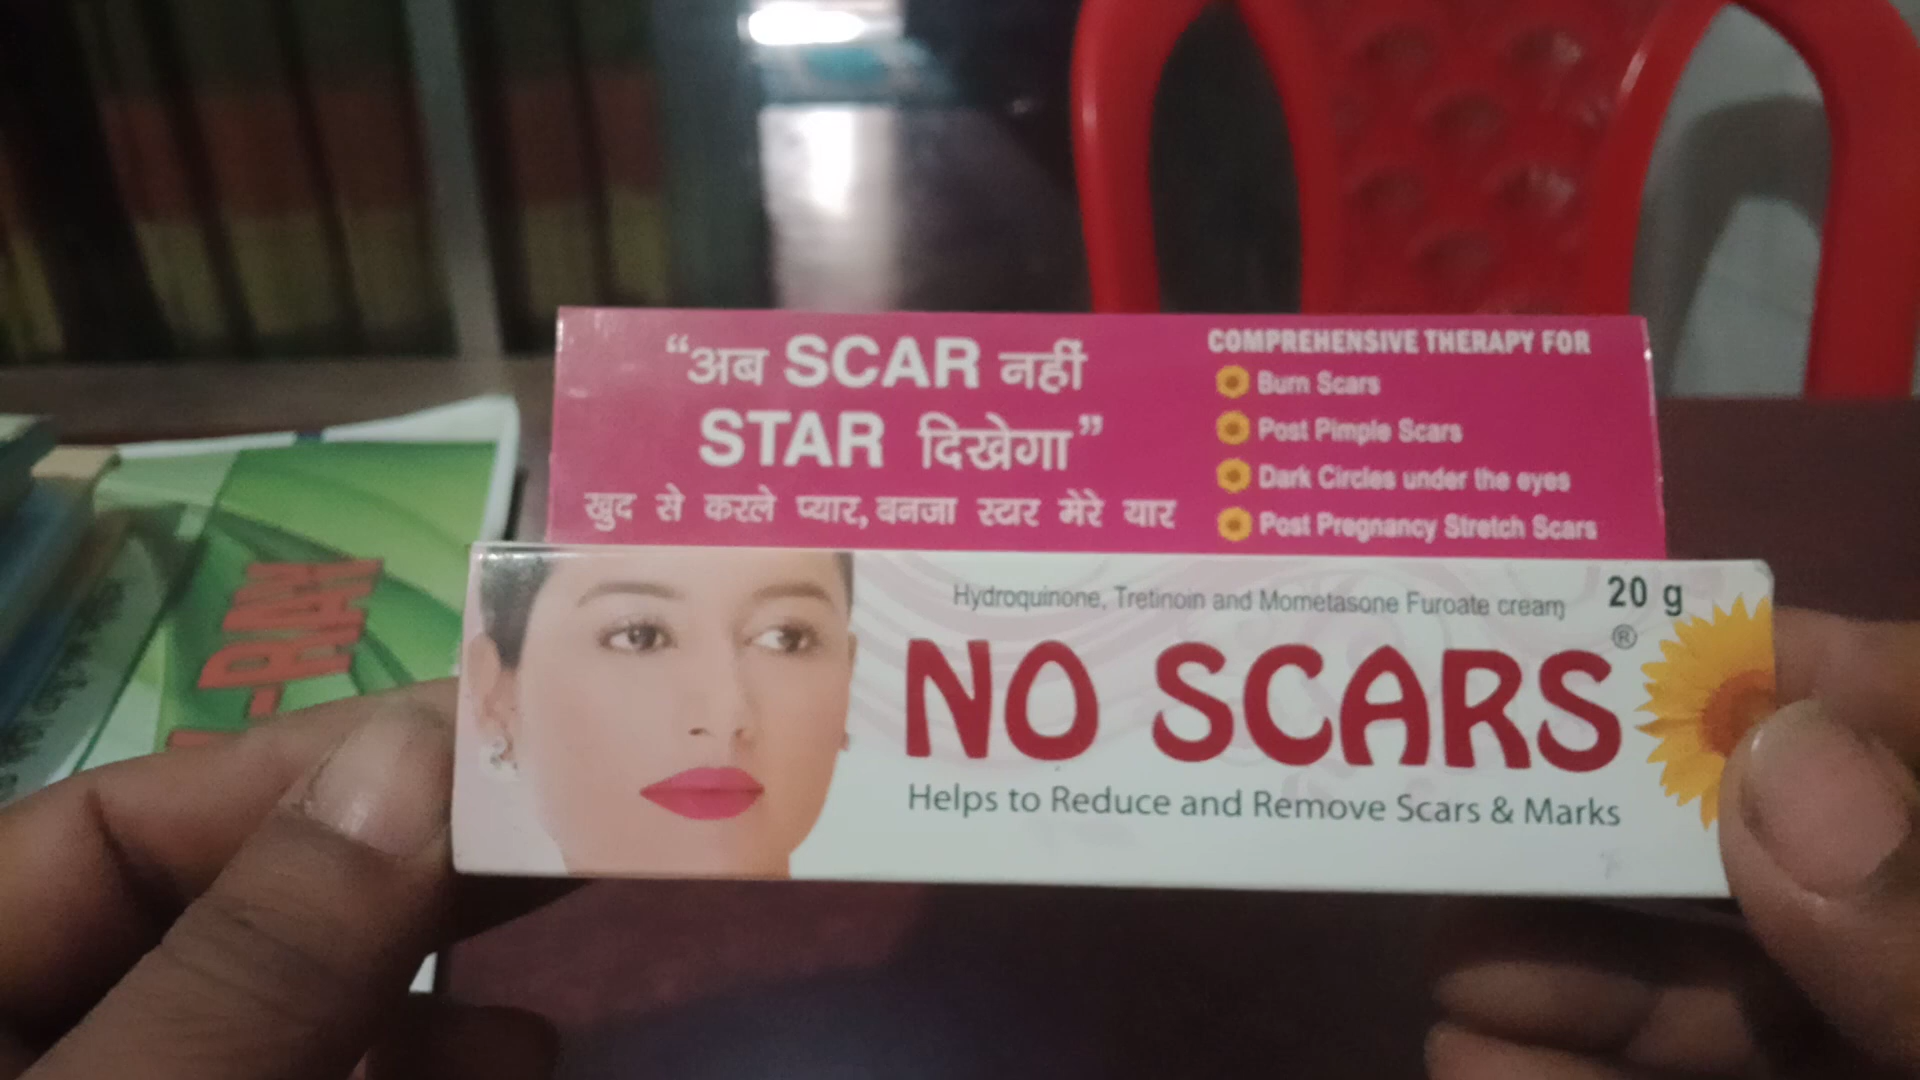 “अब SCAR नहीं
STAR दिखेगा”
खुद से करले प्यार, बनजा स्टार मेरे यार
COMPREHENSIVE THERAPY FOR
Burn Scars
Post Pimple Scars
Dark Circles under the eyes
Post Pregnancy Stretch Scars
Hydroquinone, Tretinoin and Mometasone Furoate cream
20 g
NO SCARS®
Helps to Reduce and Remove Scars & Marks